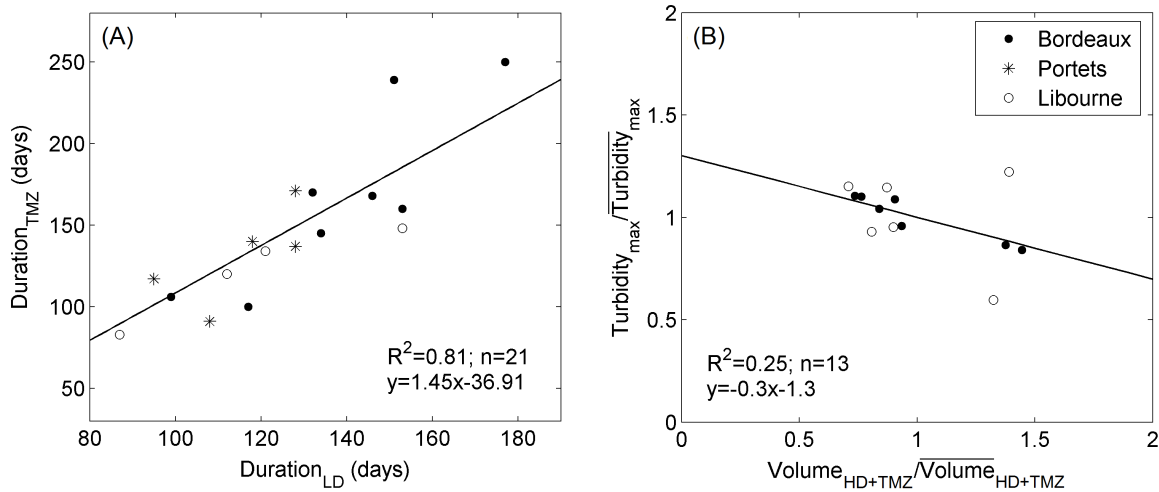 (A)
250
200
150
100
50
80 100 120 140 160 180
Duration_TMZ (days)
Duration_LD (days)
R²=0.81; n=21
y=1.45x-36.91
(B)
Bordeaux
Portets
Libourne
2
1.5
1
0.5
0
0 0.5 1 1.5 2
Turbidity_max/Turbidity_max
Volume_HD+TMZ/Volume_HD+TMZ
R²=0.25; n=13
y=-0.3x-1.3